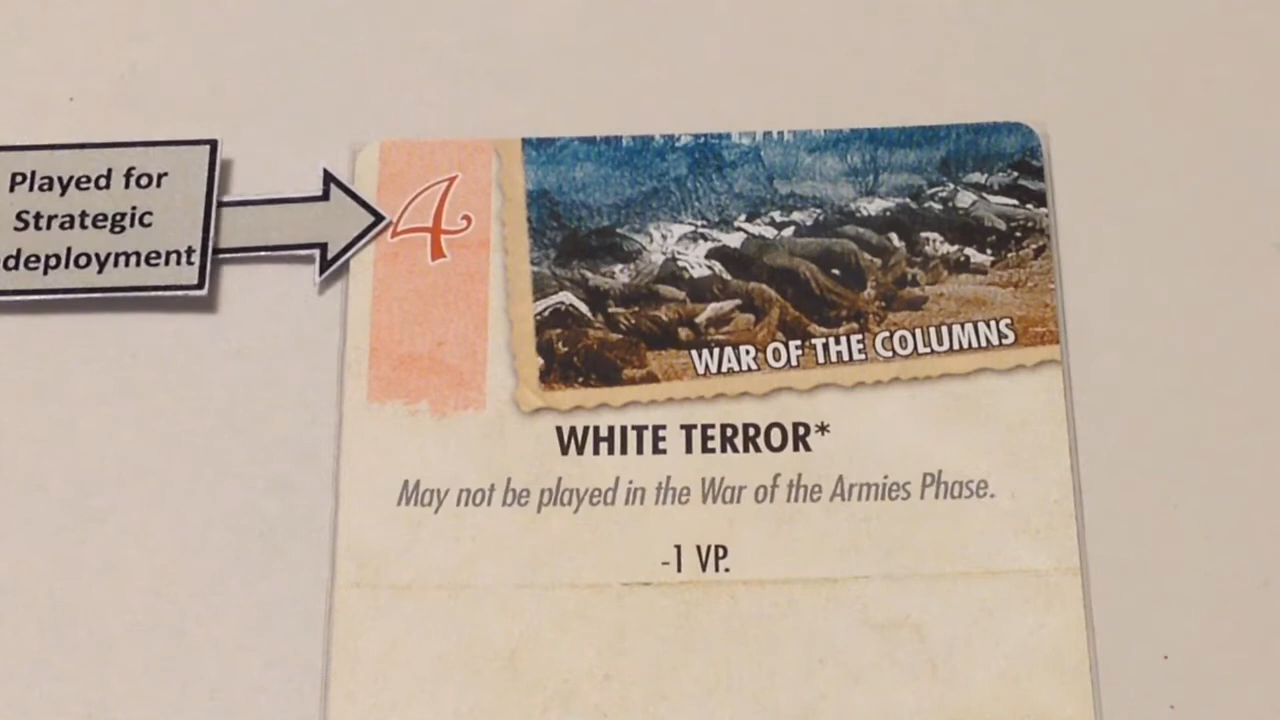 Played for
Strategic
deployment
4
WAR OF THE COLUMNS
WHITE TERROR*
May not be played in the War of the Armies Phase.
-1 VP.